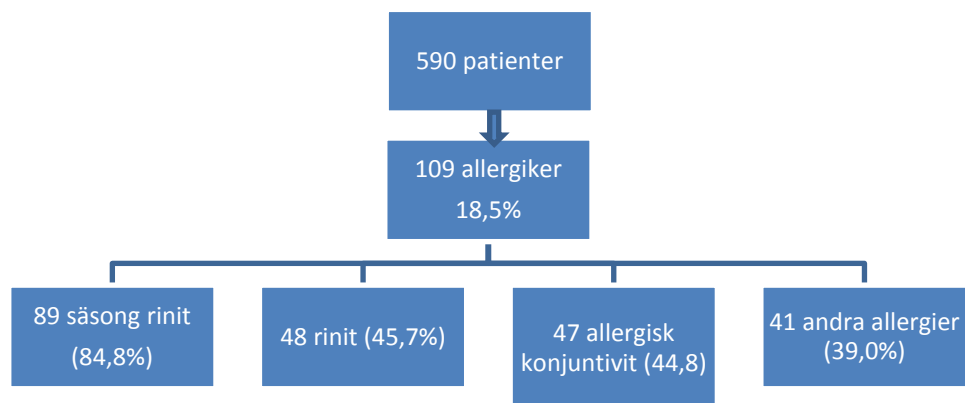 590 patienter
109 allergiker
18,5%
89 säsong rinit
(84,8%)
48 rinit (45,7%)
47 allergisk
konjuntivit (44,8)
41 andra allergier
(39,0%)